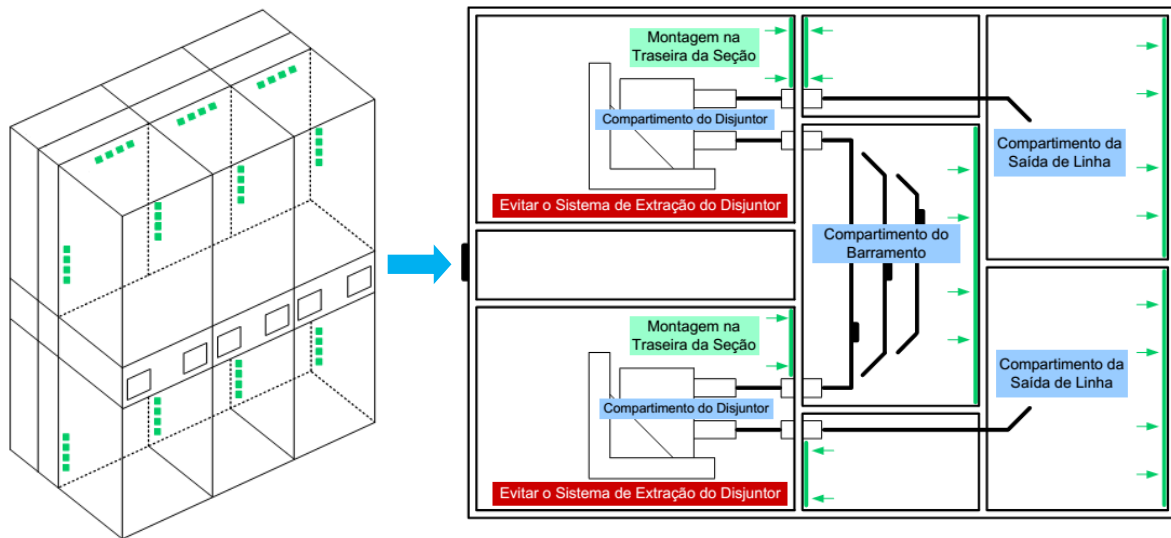 Montagem na
Traseira da Seção
Compartimento do Disjuntor
Evitar o Sistema de Extração do Disjuntor
Compartimento da
Saída de Linha
Compartimento do
Barramento
Montagem na
Traseira da Seção
Compartimento do Disjuntor
Evitar o Sistema de Extração do Disjuntor
Compartimento da
Saída de Linha